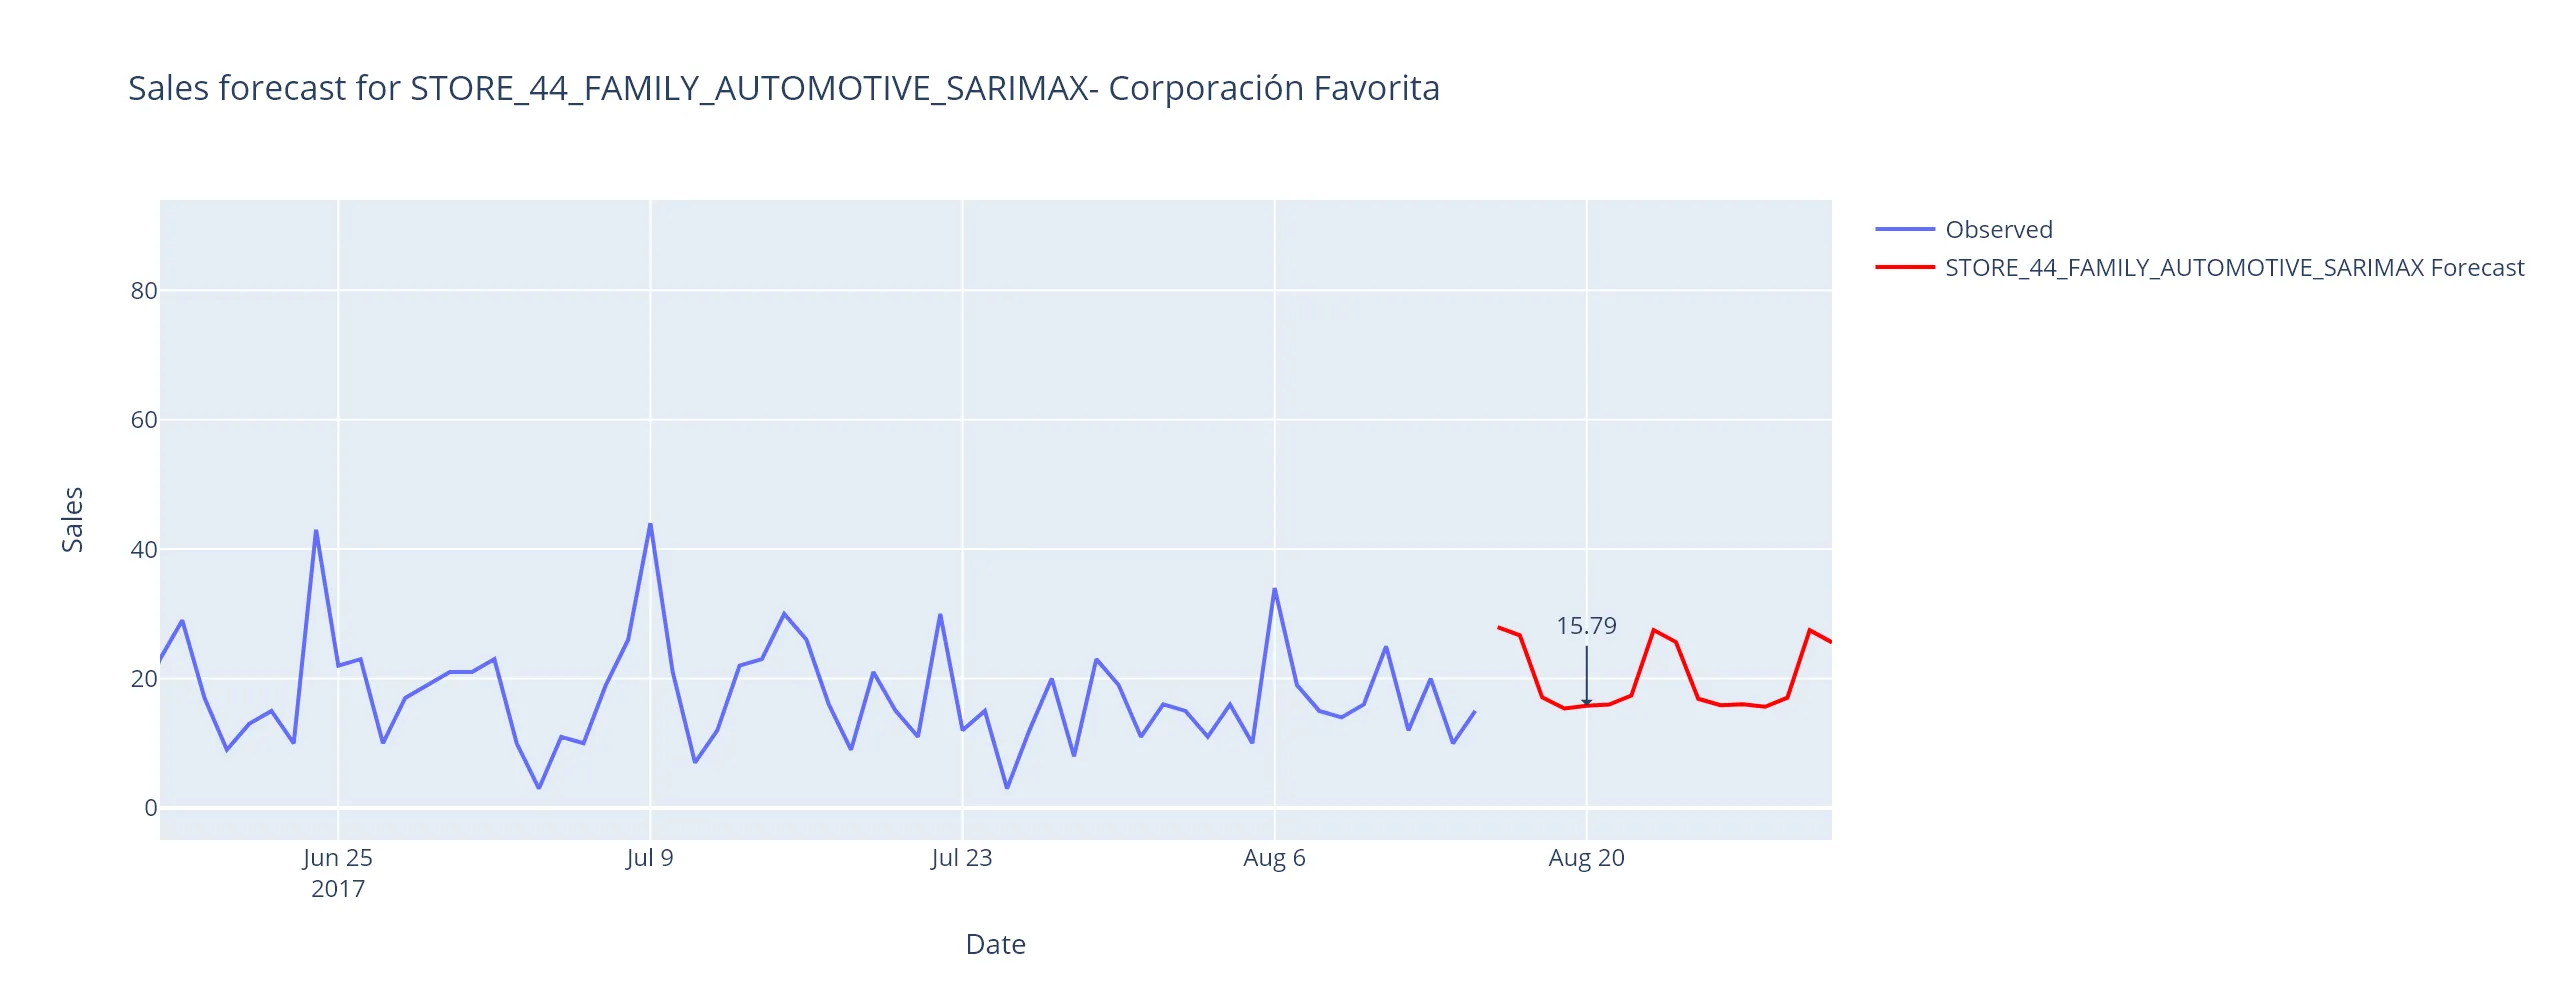 Sales forecast for STORE_44_FAMILY_AUTOMOTIVE_SARIMAX- Corporación Favorita
Observed
STORE_44_FAMILY_AUTOMOTIVE_SARIMAX Forecast
80
60
40
20
0
Sales
15.79
Jun 25
2017
Jul 9
Jul 23
Aug 6
Aug 20
Date